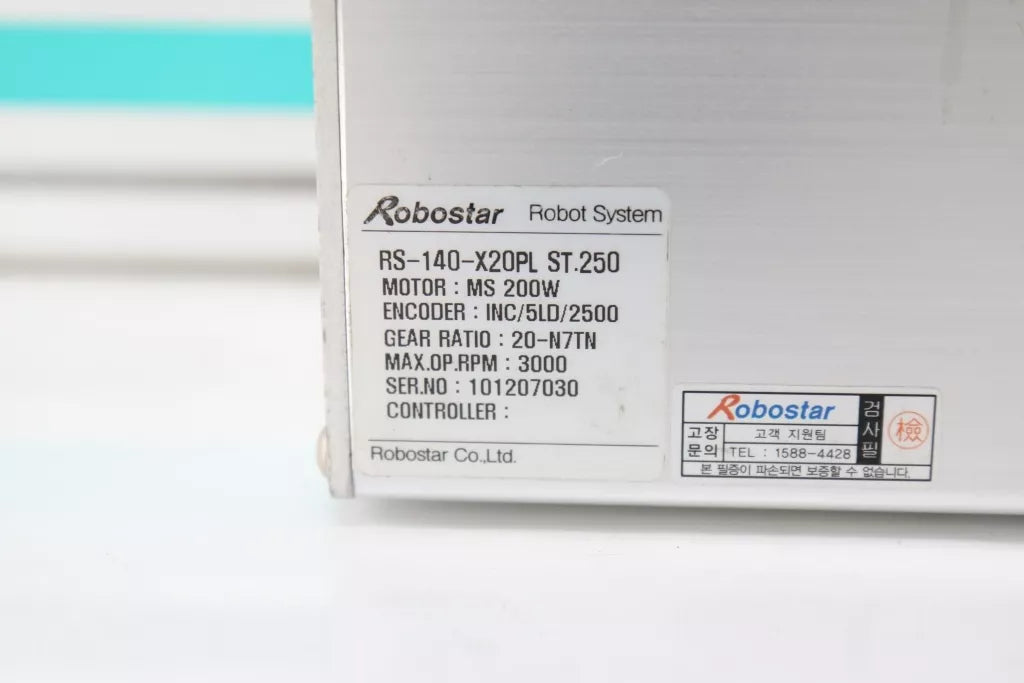 Robostar Robot System
RS-140-X20PL ST.250
MOTOR : MS 200W
ENCODER : INC/5LD/2500
GEAR RATIO : 20-N7TN
MAX.OP.RPM : 3000
SER.NO : 101207030
CONTROLLER :
Robostar Co.,Ltd.
Robostar
고장 문의
고객 지원팀
TEL : 1588-4428
검사필
檢
본 필증이 파손되면 보증할 수 없습니다.